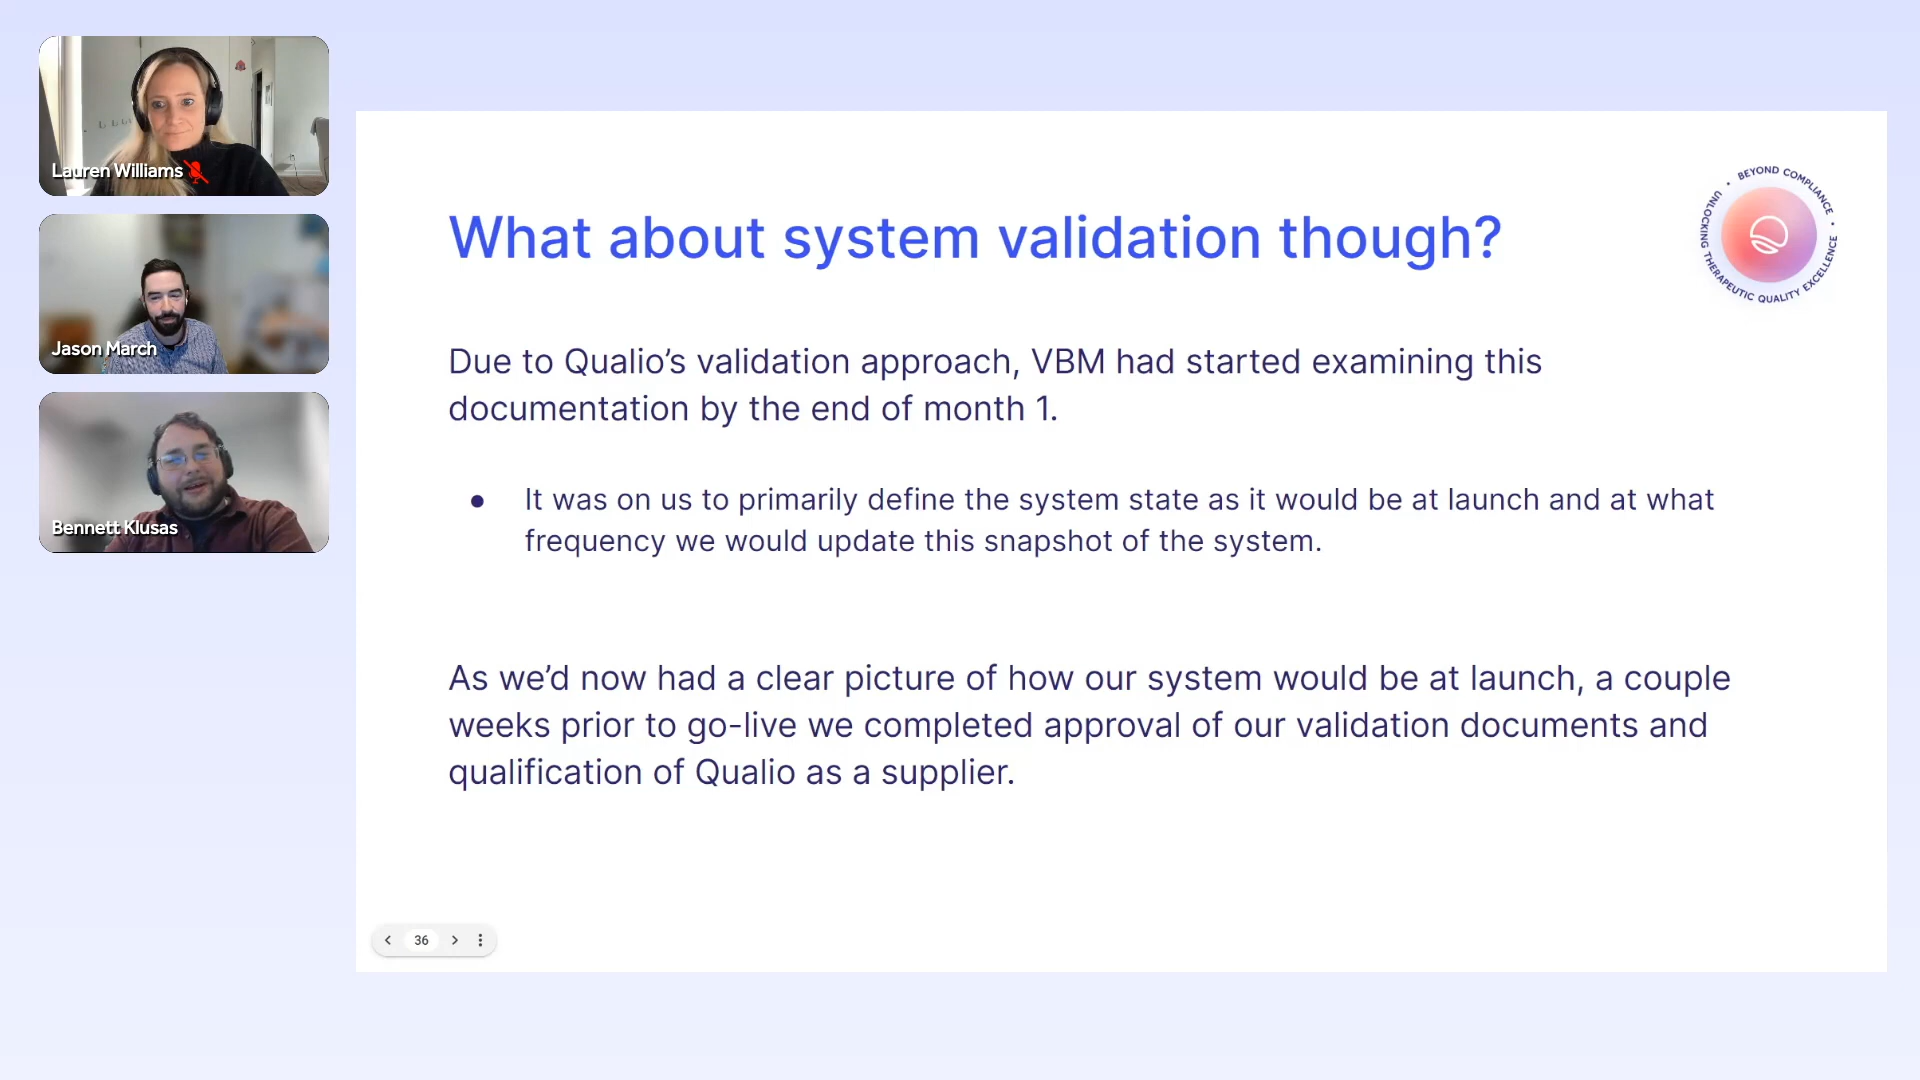 Lauren Williams
Jason March
Bennett Klusas
What about system validation though?
BEYOND COMPLIANCE • UNLOCKING THERAPEUTIC QUALITY EXCELLENCE •
Due to Qualio’s validation approach, VBM had started examining this
documentation by the end of month 1.
● It was on us to primarily define the system state as it would be at launch and at what
frequency we would update this snapshot of the system.
As we’d now had a clear picture of how our system would be at launch, a couple
weeks prior to go-live we completed approval of our validation documents and
qualification of Qualio as a supplier.
36